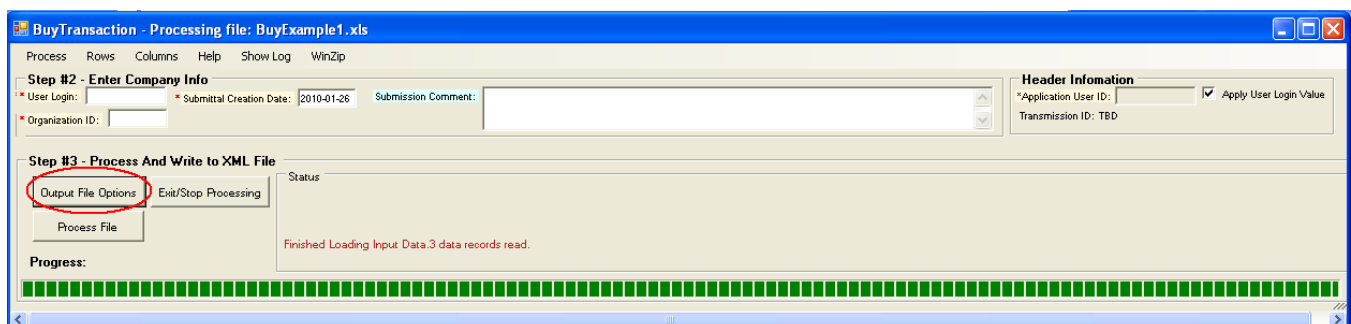 BuyTransaction - Processing file: BuyExample1.xls
Process Rows Columns Help Show Log WinZip
Step #2 - Enter Company Info
* User Login:
* Submittal Creation Date: 2010-01-26
Submission Comment:
* Organization ID:
Header Infomation
*Application User ID:
Apply User Login Value
Transmission ID: TBD
Step #3 - Process And Write to XML File
Output File Options
Exit/Stop Processing
Process File
Status
Finished Loading Input Data.3 data records read.
Progress: